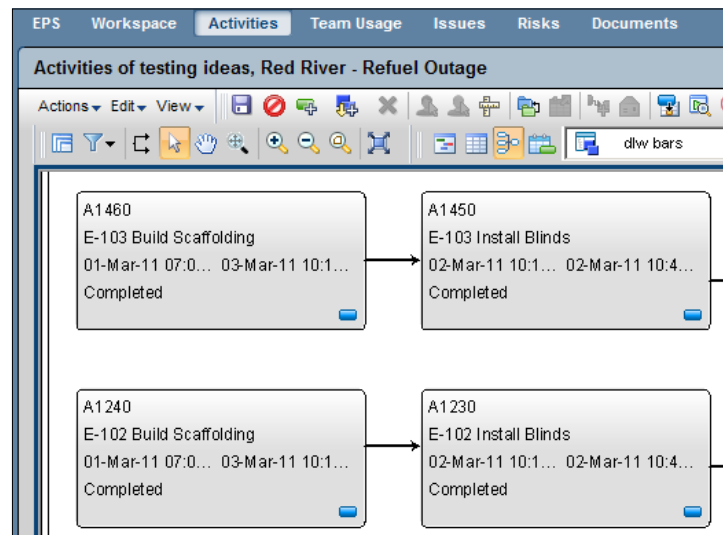 EPS Workspace Activities Team Usage Issues Risks Documents
Activities of testing ideas, Red River - Refuel Outage
Actions Edit View
dlw bars
A1460
E-103 Build Scaffolding
01-Mar-11 07:0... 03-Mar-11 10:1...
Completed
A1450
E-103 Install Blinds
02-Mar-11 10:1... 02-Mar-11 10:4...
Completed
A1240
E-102 Build Scaffolding
01-Mar-11 07:0... 03-Mar-11 10:1...
Completed
A1230
E-102 Install Blinds
02-Mar-11 10:1... 02-Mar-11 10:4...
Completed